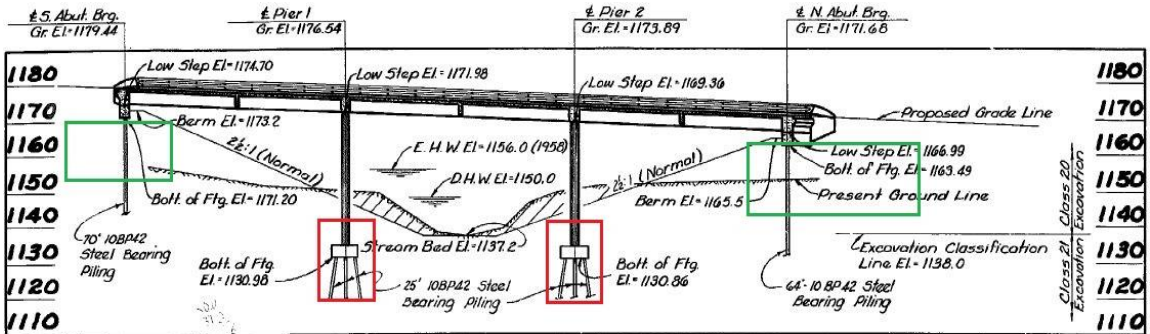 ℄ S. Abut. Brg.
Gr. El.=1179.44
℄ Pier 1
Gr. El.=1176.54
℄ Pier 2
Gr. El.=1173.89
℄ N. Abut. Brg.
Gr. El=1171.68
1180
1170
1160
1150
1140
1130
1120
1110
Low Step El.=1174.70
Low Step El.=1171.98
Low Step El.=1169.36
Proposed Grade Line
Berm El.=1173.2
2½:1 (Normal)
E.H.W. El=1156.0 (1958)
D.H.W. El=1150.0
2½:1 (Normal)
Low Step El.=1166.99
Bott. of Ftg. El.=1163.49
Present Ground Line
Berm El.=1165.5
Bott. of Ftg. El.=1171.20
70' 10BP42
Steel Bearing
Piling
Stream Bed El.=1137.2
Bott. of Ftg.
El.=1130.98
25' 10BP42 Steel
Bearing Piling
Bott. of Ftg.
El.=1130.86
Excavation Classification
Line El.=1138.0
64'-10BP42 Steel
Bearing Piling
Class 20
Excavation
Class 21
Excavation
1180
1170
1160
1150
1140
1130
1120
1110